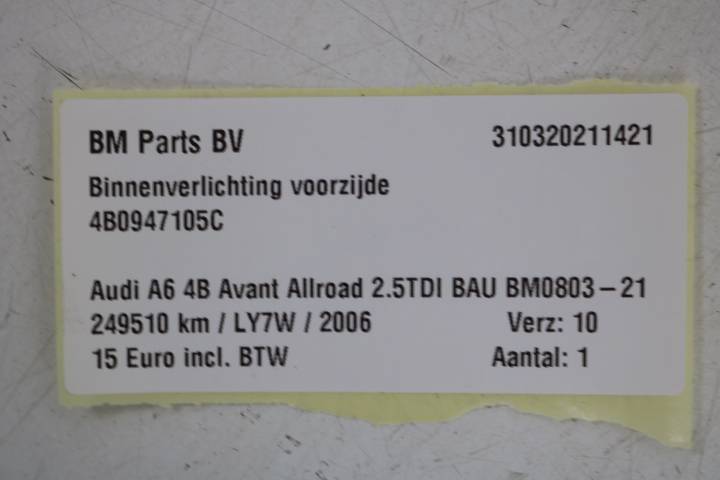 BM Parts BV 310320211421
Binnenverlichting voorzijde
4B0947105C
Audi A6 4B Avant Allroad 2.5TDI BAU BM0803-21
249510 km / LY7W / 2006 Verz: 10
15 Euro incl. BTW Aantal: 1